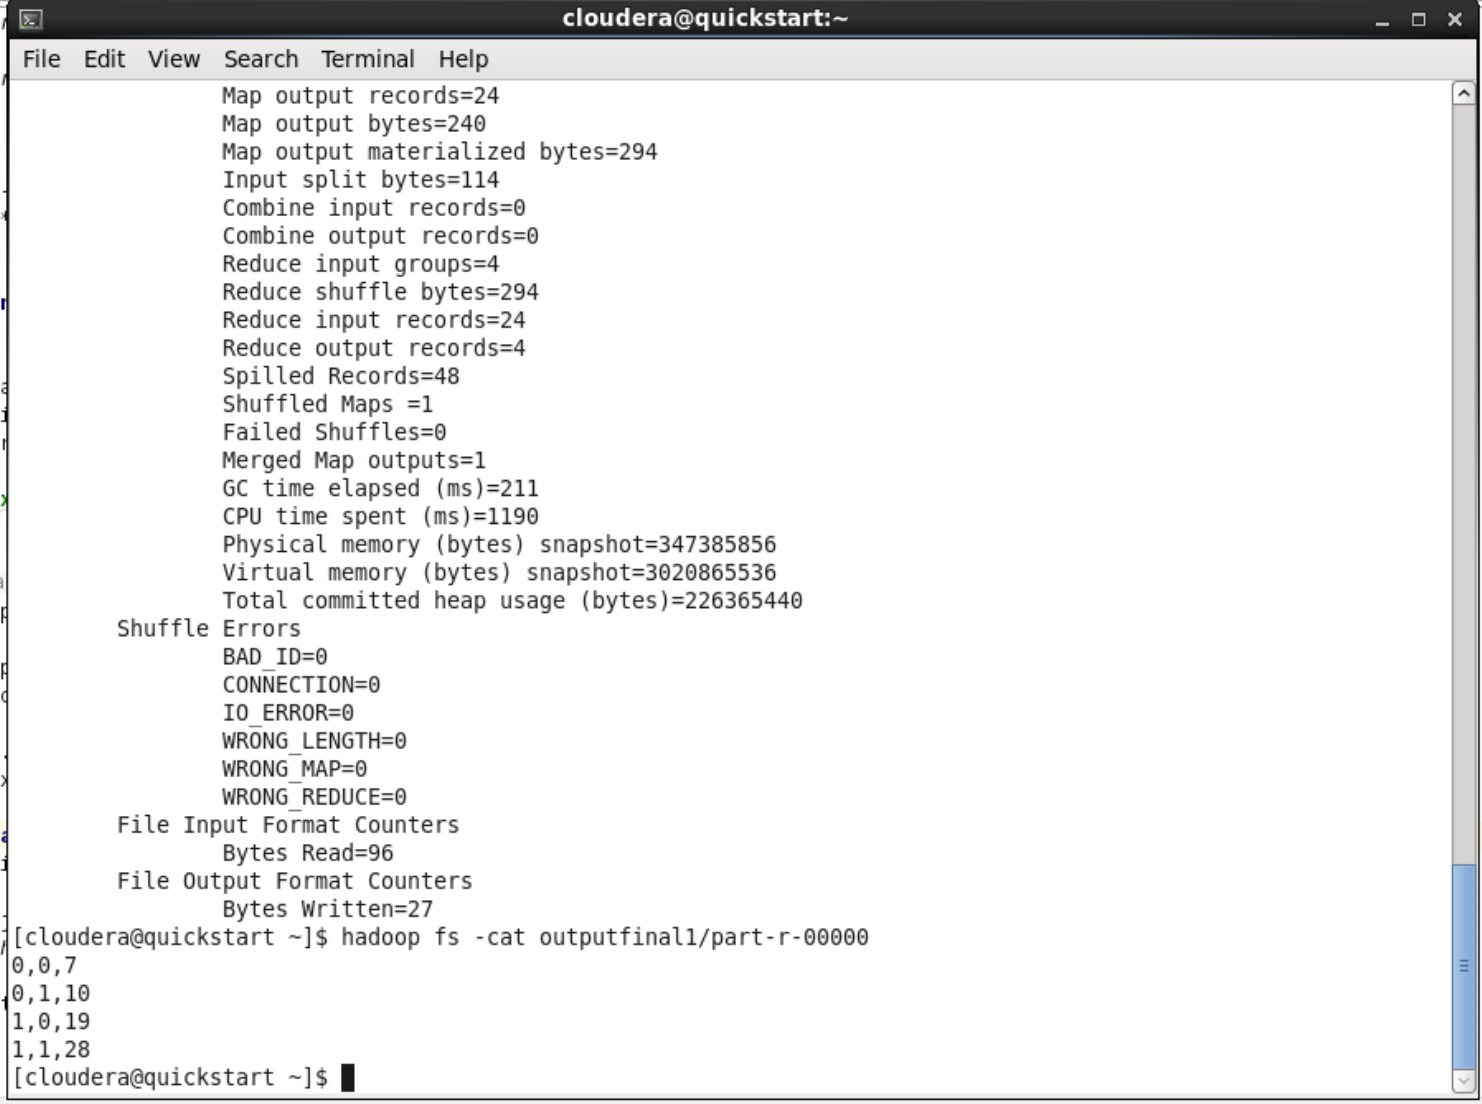 cloudera@quickstart:~
File Edit View Search Terminal Help
Map output records=24
Map output bytes=240
Map output materialized bytes=294
Input split bytes=114
Combine input records=0
Combine output records=0
Reduce input groups=4
Reduce shuffle bytes=294
Reduce input records=24
Reduce output records=4
Spilled Records=48
Shuffled Maps =1
Failed Shuffles=0
Merged Map outputs=1
GC time elapsed (ms)=211
CPU time spent (ms)=1190
Physical memory (bytes) snapshot=347385856
Virtual memory (bytes) snapshot=3020865536
Total committed heap usage (bytes)=226365440
Shuffle Errors
BAD_ID=0
CONNECTION=0
IO_ERROR=0
WRONG_LENGTH=0
WRONG_MAP=0
WRONG_REDUCE=0
File Input Format Counters
Bytes Read=96
File Output Format Counters
Bytes Written=27
[cloudera@quickstart ~]$ hadoop fs -cat outputfinal1/part-r-00000
0,0,7
0,1,10
1,0,19
1,1,28
[cloudera@quickstart ~]$